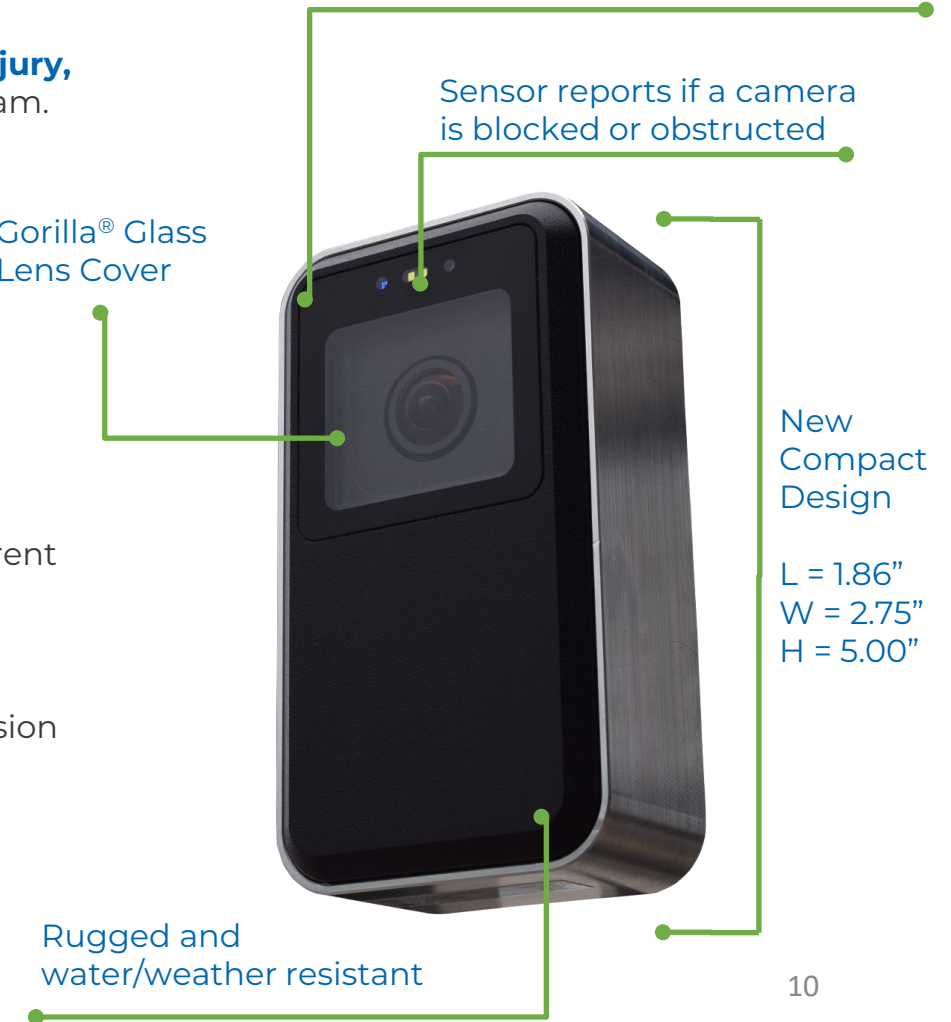 jury,
am.
Sensor reports if a camera
is blocked or obstructed
Gorilla® Glass
Lens Cover
New
Compact
Design
L = 1.86”
W = 2.75”
H = 5.00”
rent
sion
Rugged and
water/weather resistant
10